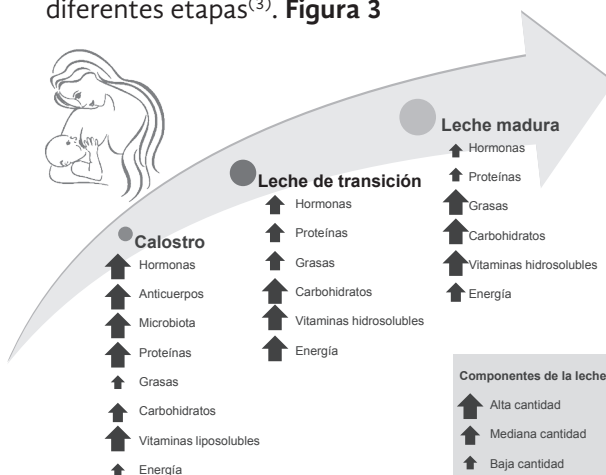 diferentes etapas(3). Figura 3
Leche madura
Hormonas
Proteínas
Grasas
Carbohidratos
Vitaminas hidrosolubles
Energía
Leche de transición
Hormonas
Proteínas
Grasas
Carbohidratos
Vitaminas hidrosolubles
Energía
Calostro
Hormonas
Anticuerpos
Microbiota
Proteínas
Grasas
Carbohidratos
Vitaminas liposolubles
Energía
Componentes de la leche
Alta cantidad
Mediana cantidad
Baja cantidad